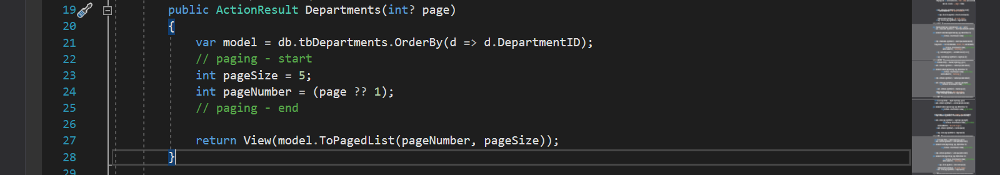 19 public ActionResult Departments(int? page)
20 {
21 var model = db.tbDepartments.OrderBy(d => d.DepartmentID);
22 // paging - start
23 int pageSize = 5;
24 int pageNumber = (page ?? 1);
25 // paging - end
26
27 return View(model.ToPagedList(pageNumber, pageSize));
28 }
29